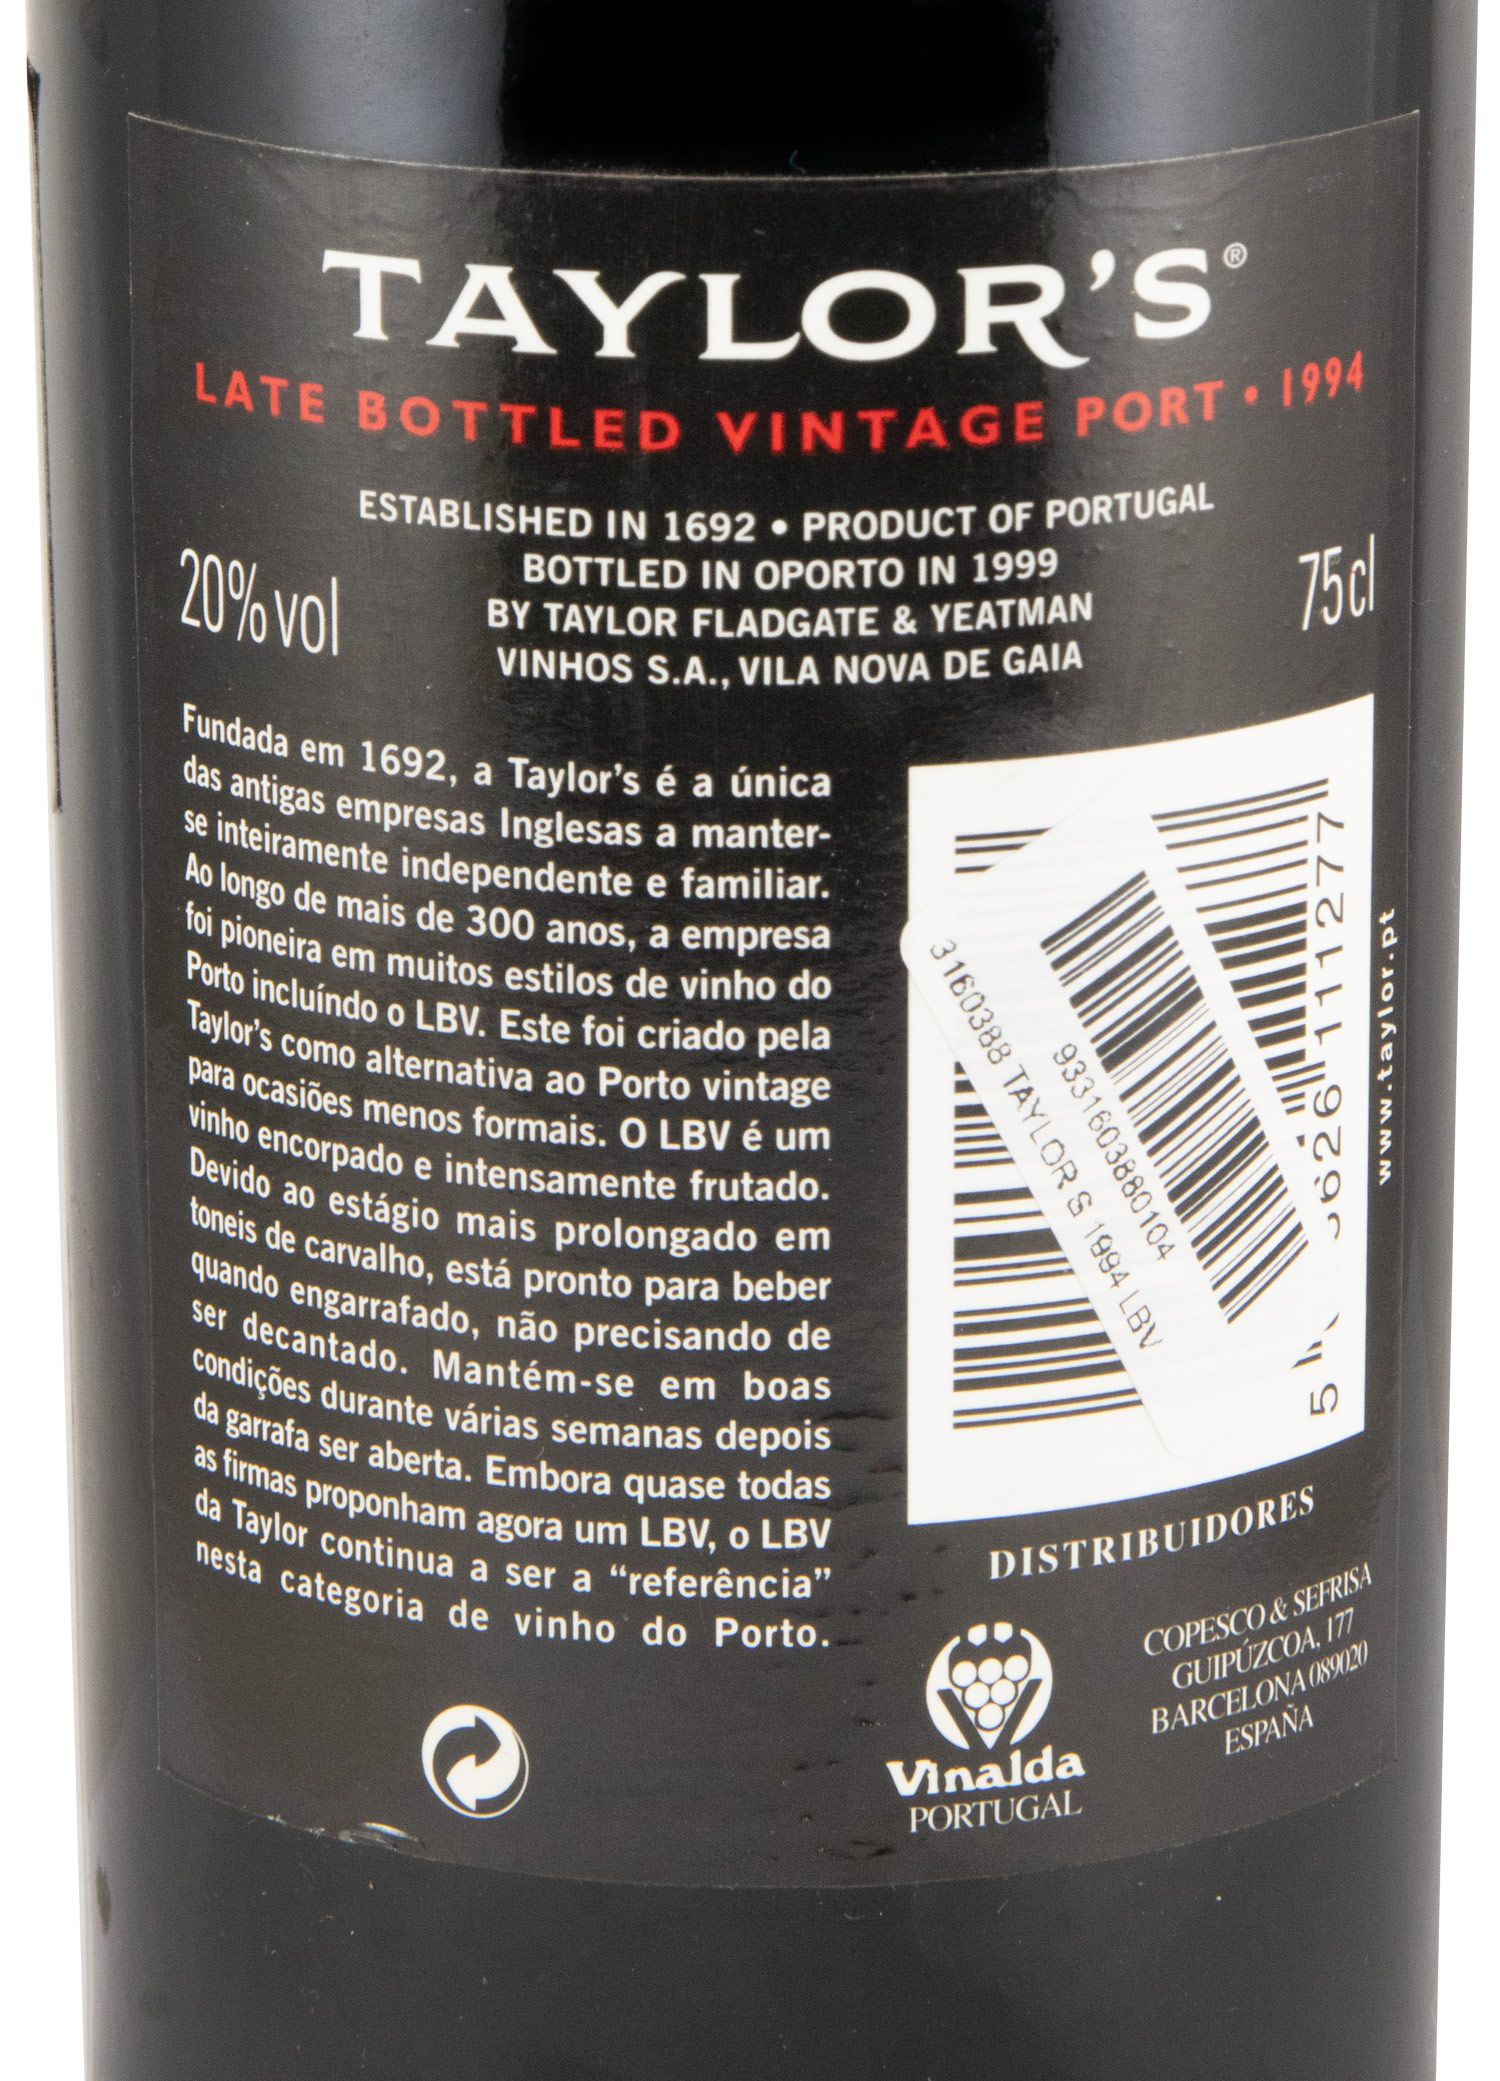 TAYLOR'S®
LATE BOTTLED VINTAGE PORT • 1994
ESTABLISHED IN 1692 • PRODUCT OF PORTUGAL
BOTTLED IN OPORTO IN 1999
BY TAYLOR FLADGATE & YEATMAN
VINHOS S.A., VILA NOVA DE GAIA
20% vol
75cl
Fundada em 1692, a Taylor's é a única
das antigas empresas Inglesas a manter-
se inteiramente independente e familiar.
Ao longo de mais de 300 anos, a empresa
foi pioneira em muitos estilos de vinho do
Porto incluíndo o LBV. Este foi criado pela
Taylor's como alternativa ao Porto vintage
para ocasiões menos formais. O LBV é um
vinho encorpado e intensamente frutado.
Devido ao estágio mais prolongado em
toneis de carvalho, está pronto para beber
quando engarrafado, não precisando de
ser decantado. Mantém-se em boas
condições durante várias semanas depois
da garrafa ser aberta. Embora quase todas
as firmas proponham agora um LBV, o LBV
da Taylor continua a ser a “referência”
nesta categoria de vinho do Porto.
3160388 TAYLOR S 1994 LBV
9331603880104
5 626 111277
www.taylor.pt
DISTRIBUIDORES
Vinalda
PORTUGAL
COPESCO & SEFRISA
GUIPÚZCOA, 177
BARCELONA 089020
ESPAÑA